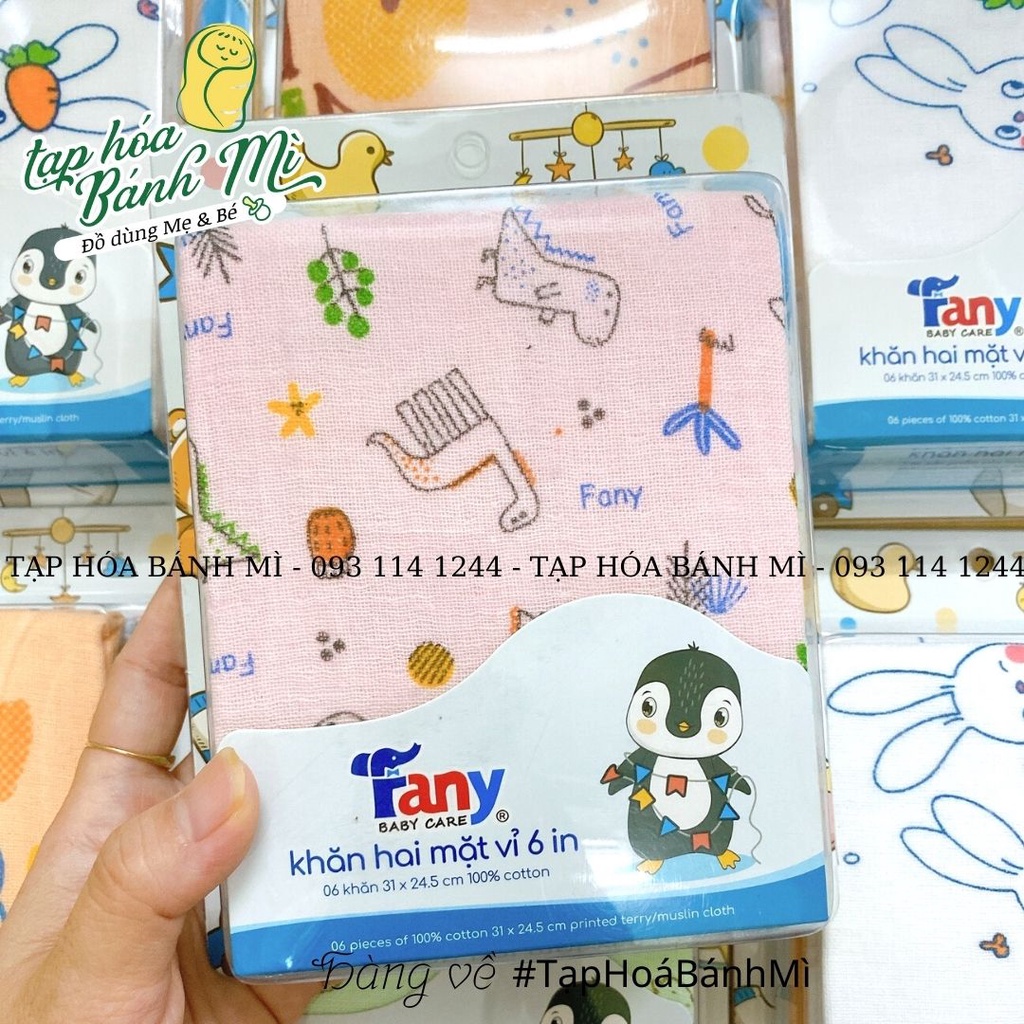 tạp hóa
Bánh Mì
Đồ dùng Mẹ & Bé
Fany
Fany
Fany
Fany
Fany
BABY CARE ®
khăn hai mặt v
06 khăn 31 x 24.5 cm 100% c
06 pieces of 100% cotton 31 x
erry/muslin cloth
TẠP HÓA BÁNH MÌ - 093 114 1244 - TẠP HÓA BÁNH MÌ - 093 114 1244
Fany
BABY CARE ®
khăn hai mặt vỉ 6 in
06 khăn 31 x 24.5 cm 100% cotton
06 pieces of 100% cotton 31 x 24.5 cm printed terry/muslin cloth
Hàng về #TạpHoáBánhMì